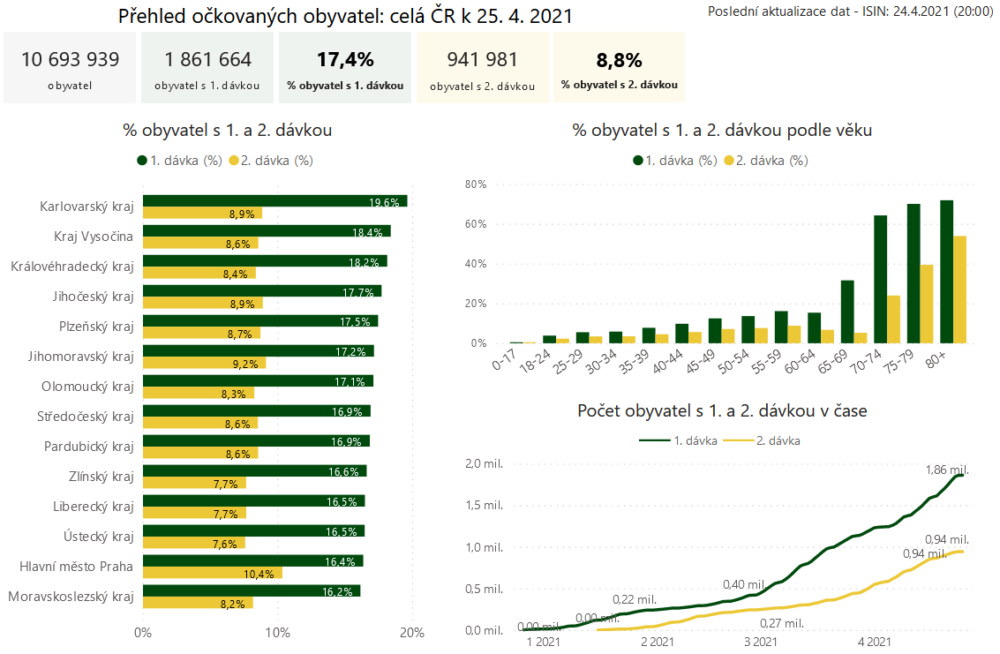 Přehled očkovaných obyvatel: celá ČR k 25. 4. 2021
Poslední aktualizace dat - ISIN: 24.4.2021 (20:00)
10 693 939
obyvatel
1 861 664
obyvatel s 1. dávkou
17,4%
% obyvatel s 1. dávkou
941 981
obyvatel s 2. dávkou
8,8%
% obyvatel s 2. dávkou
% obyvatel s 1. a 2. dávkou
1. dávka (%) 2. dávka (%)
Karlovarský kraj 19,6% 8,9%
Kraj Vysočina 18,4% 8,6%
Královéhradecký kraj 18,2% 8,4%
Jihočeský kraj 17,7% 8,9%
Plzeňský kraj 17,5% 8,7%
Jihomoravský kraj 17,2% 9,2%
Olomoucký kraj 17,1% 8,3%
Středočeský kraj 16,9% 8,6%
Pardubický kraj 16,9% 8,6%
Zlínský kraj 16,6% 7,7%
Liberecký kraj 16,5% 7,7%
Ústecký kraj 16,5% 7,6%
Hlavní město Praha 16,4% 10,4%
Moravskoslezský kraj 16,2% 8,2%
0% 10% 20%
% obyvatel s 1. a 2. dávkou podle věku
1. dávka (%) 2. dávka (%)
80%
60%
40%
20%
0%
0-17 18-24 25-29 30-34 35-39 40-44 45-49 50-54 55-59 60-64 65-69 70-74 75-79 80+
Počet obyvatel s 1. a 2. dávkou v čase
1. dávka 2. dávka
2,0 mil.
1,5 mil.
1,0 mil.
0,5 mil.
0,0 mil.
0,00 mil.
0,00 mil.
0,22 mil.
0,40 mil.
0,27 mil.
1,86 mil.
0,94 mil.
0,94 mil.
1 2021 2 2021 3 2021 4 2021